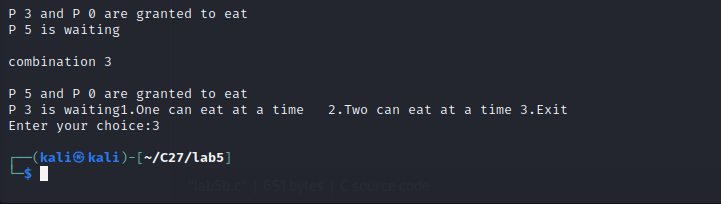 P 3 and P 0 are granted to eat
P 5 is waiting
combination 3
P 5 and P 0 are granted to eat
P 3 is waiting1.One can eat at a time   2.Two can eat at a time 3.Exit
Enter your choice:3
┌──(kali㉿kali)-[~/C27/lab5]
└─$